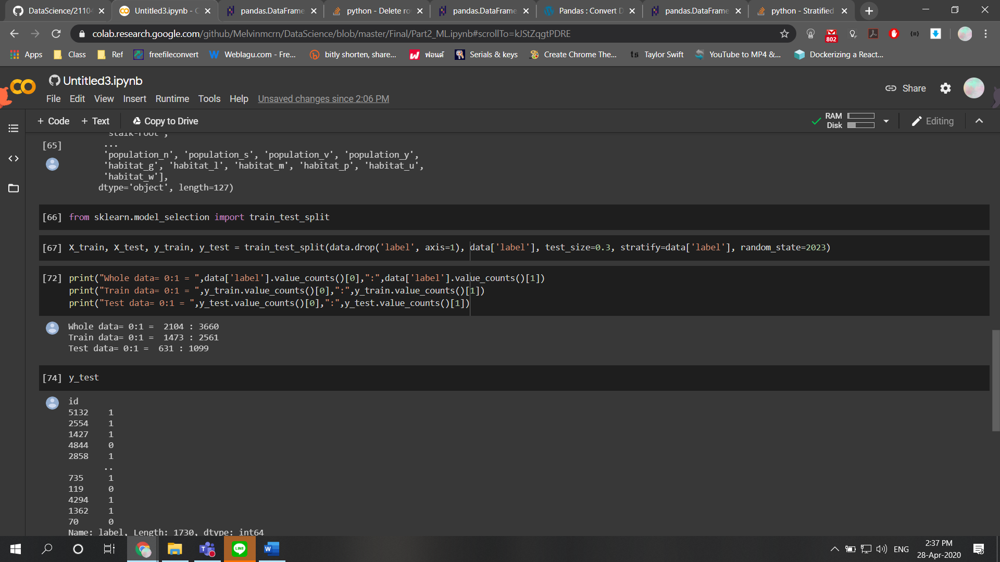 DataScience/21104
Untitled3.ipynb - C
pandas.DataFrame
python - Delete ro
pandas.DataFrame
Pandas : Convert D
pandas.DataFrame
python - Stratified
colab.research.google.com/github/Melvinmcrn/DataScience/blob/master/Final/Part2_ML.ipynb#scrollTo=kJStZqgtPDRE
802
Apps
Class
Ref
freefileconvert
Weblagu.com - Fre...
bitly shorten, share...
ฟอนต์
Serials & keys
Create Chrome The...
ts
Taylor Swift
YouTube to MP4 &...
Dockerizing a React...
Untitled3.ipynb
File Edit View Insert Runtime Tools Help Unsaved changes since 2:06 PM
Share
+ Code + Text Copy to Drive
RAM
Disk
Editing
'stalk-root',
[65] ...
'population_n', 'population_s', 'population_v', 'population_y',
'habitat_g', 'habitat_l', 'habitat_m', 'habitat_p', 'habitat_u',
'habitat_w'],
dtype='object', length=127)
[66] from sklearn.model_selection import train_test_split
[67] X_train, X_test, y_train, y_test = train_test_split(data.drop('label', axis=1), data['label'], test_size=0.3, stratify=data['label'], random_state=2023)
[72] print("Whole data= 0:1 = ",data['label'].value_counts()[0],":",data['label'].value_counts()[1])
print("Train data= 0:1 = ",y_train.value_counts()[0],":",y_train.value_counts()[1])
print("Test data= 0:1 = ",y_test.value_counts()[0],":",y_test.value_counts()[1])
Whole data= 0:1 =  2104 : 3660
Train data= 0:1 =  1473 : 2561
Test data= 0:1 =  631 : 1099
[74] y_test
id
5132 1
2554 1
1427 1
4844 0
2858 1
..
735 1
119 0
4294 1
1362 1
70 0
Name: label, Length: 1730, dtype: int64
LINE
ENG
2:37 PM
28-Apr-2020